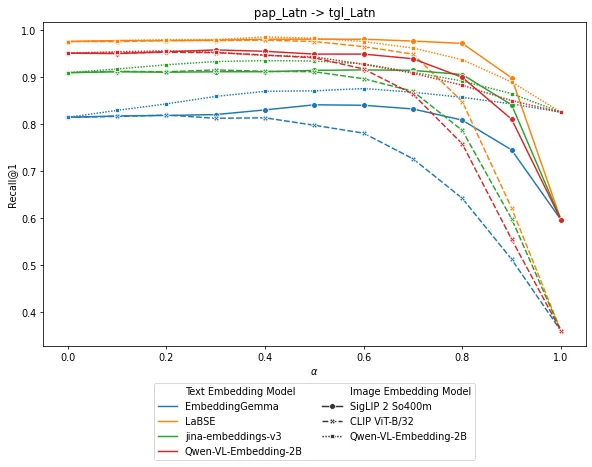 pap_Latn -> tgl_Latn
Recall@1
1.0
0.9
0.8
0.7
0.6
0.5
0.4
0.0
0.2
0.4
0.6
0.8
1.0
α
Text Embedding Model
EmbeddingGemma
LaBSE
jina-embeddings-v3
Qwen-VL-Embedding-2B
Image Embedding Model
SigLIP 2 So400m
CLIP ViT-B/32
Qwen-VL-Embedding-2B